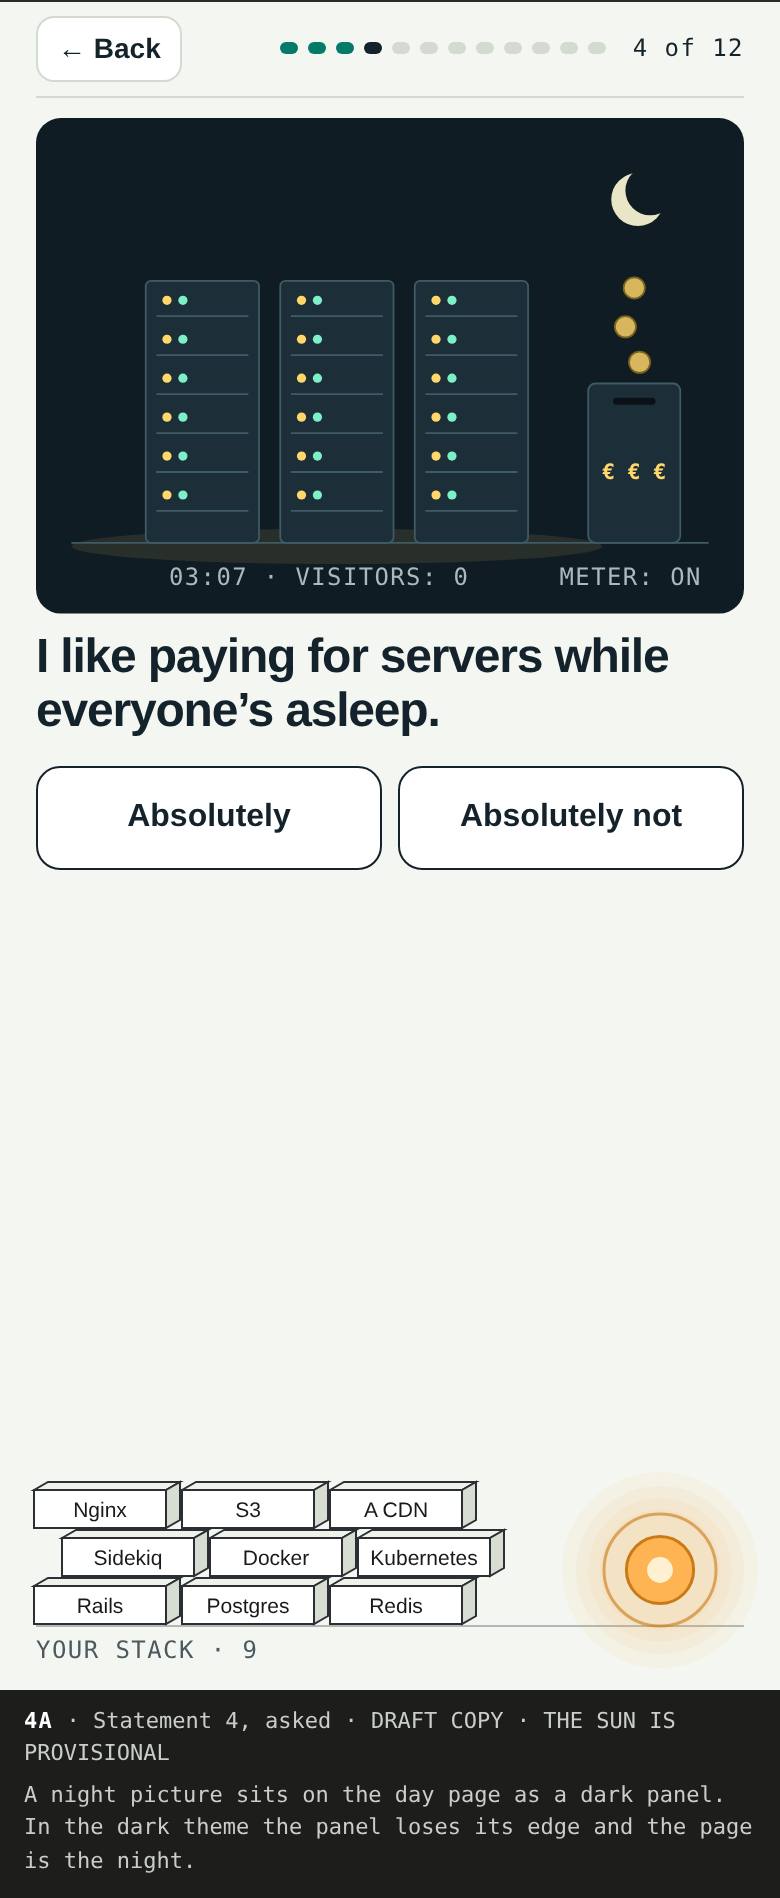 ← Back
4 of 12
€ € €
03:07 · VISITORS: 0
METER: ON
I like paying for servers while
everyone’s asleep.
Absolutely
Absolutely not
Nginx
S3
A CDN
Sidekiq
Docker
Kubernetes
Rails
Postgres
Redis
YOUR STACK · 9
4A · Statement 4, asked · DRAFT COPY · THE SUN IS
PROVISIONAL
A night picture sits on the day page as a dark panel.
In the dark theme the panel loses its edge and the page
is the night.